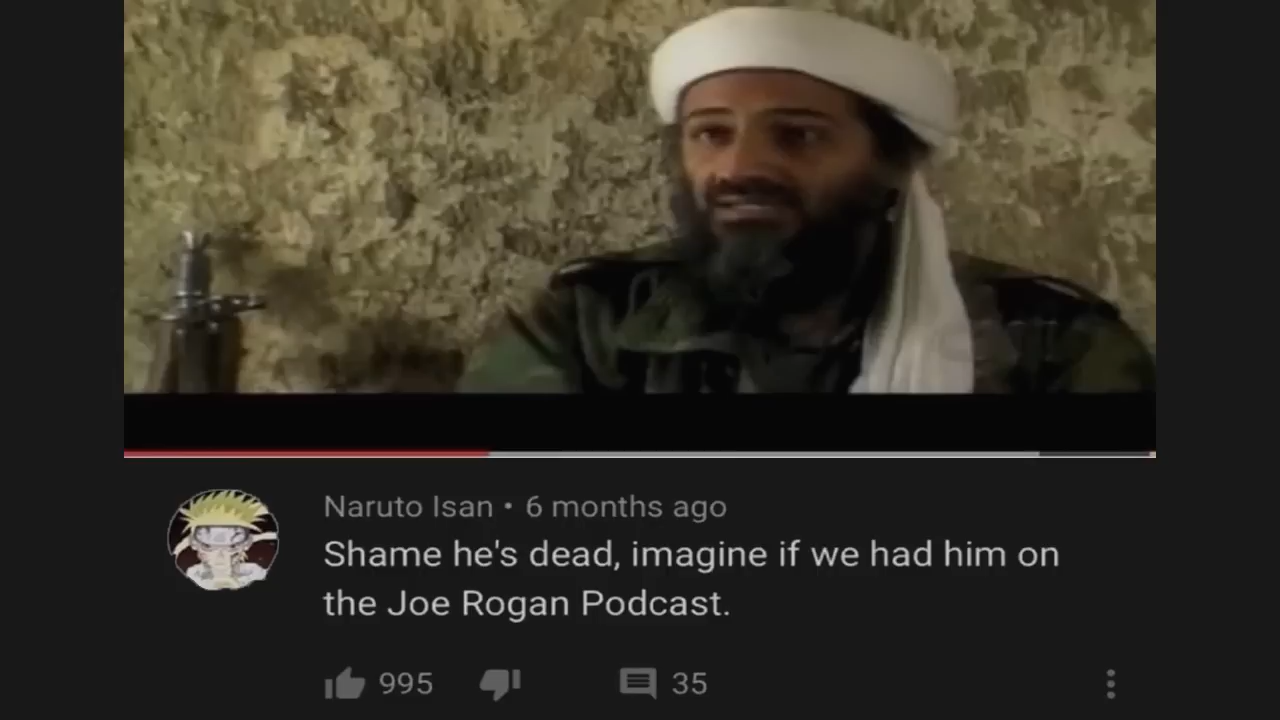 Naruto Isan • 6 months ago
Shame he's dead, imagine if we had him on
the Joe Rogan Podcast.
995
35